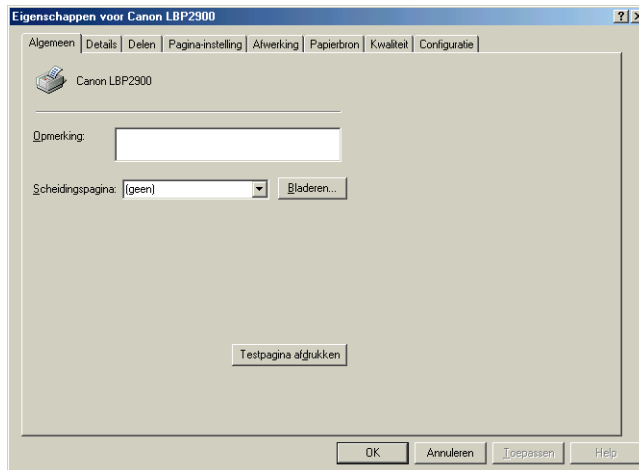 Eigenschappen voor Canon LBP2900
Algemeen Details Delen Pagina-instelling Afwerking Papierbron Kwaliteit Configuratie
Canon LBP2900
Opmerking:
Scheidingspagina: (geen) Bladeren...
Testpagina afdrukken
OK Annuleren Toepassen Help